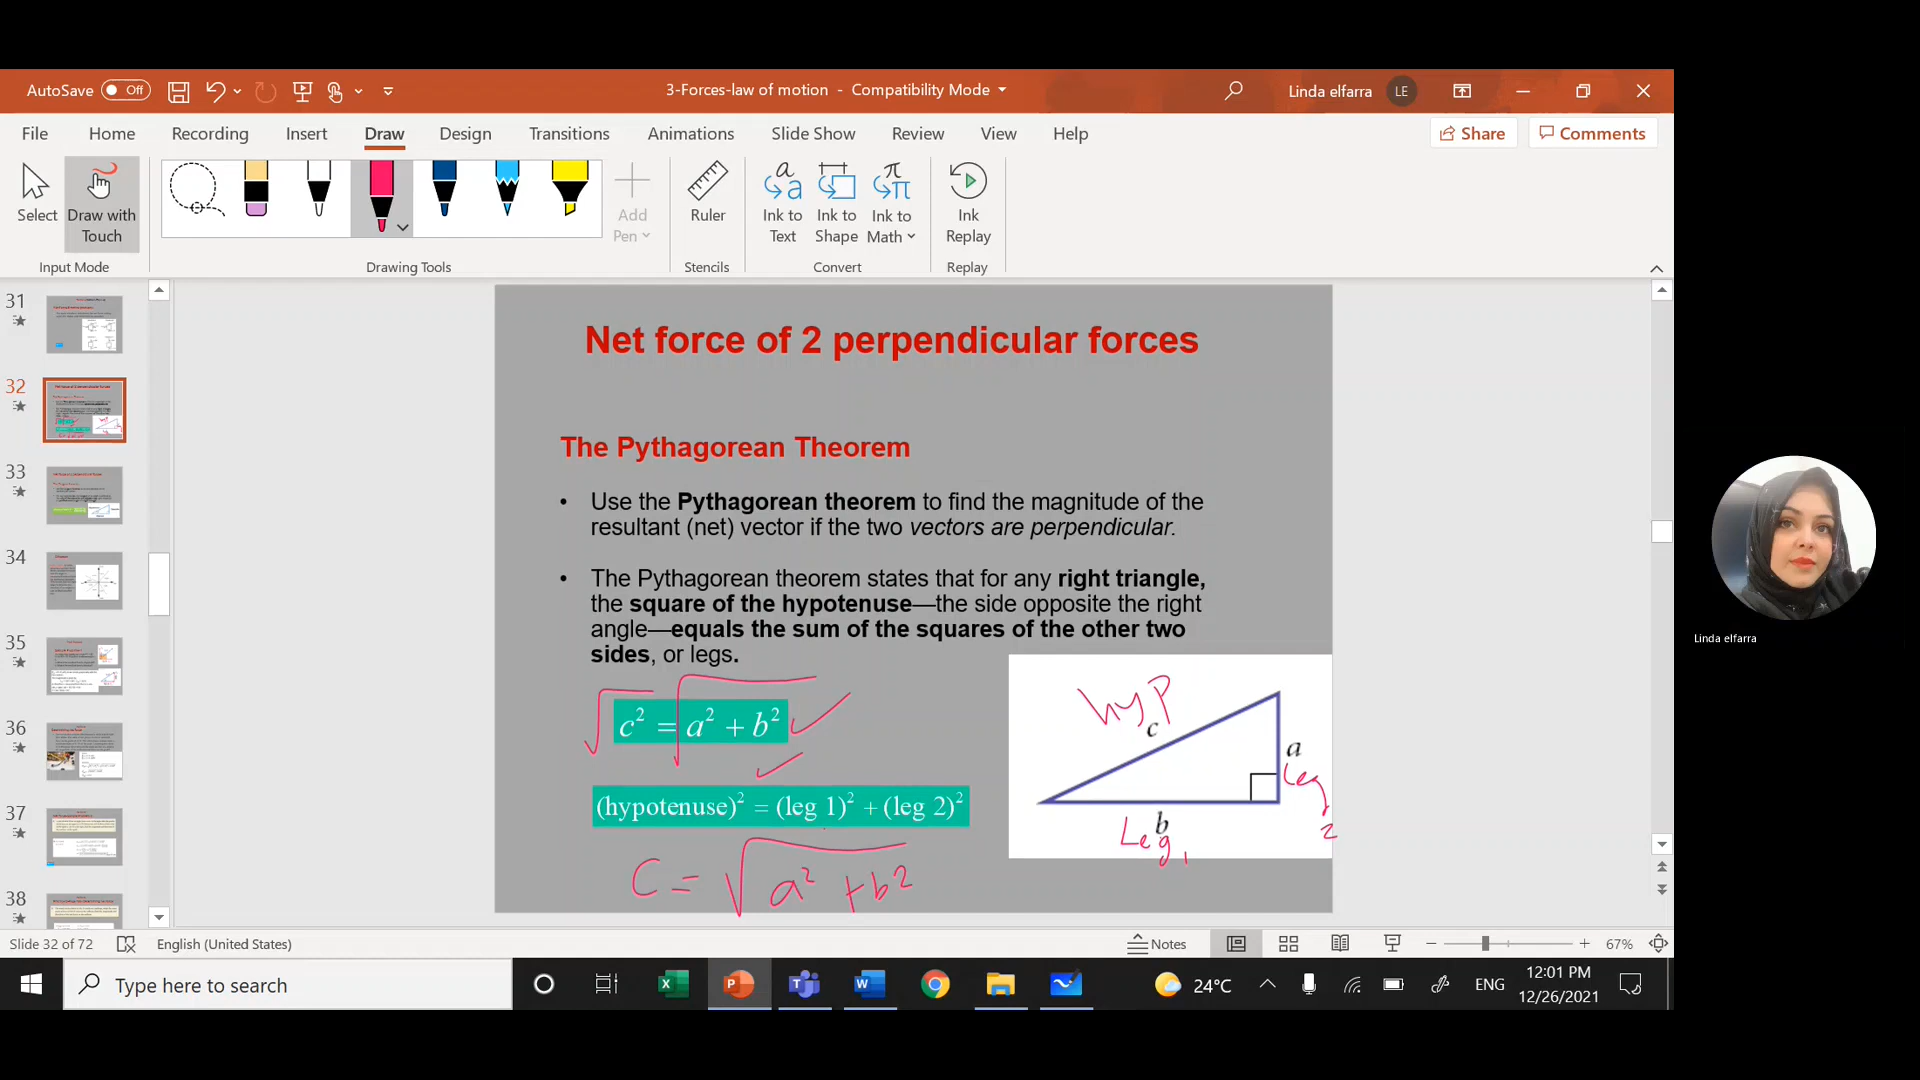 AutoSave Off
3-Forces-law of motion - Compatibility Mode
Linda elfarra LE
File Home Recording Insert Draw Design Transitions Animations Slide Show Review View Help
Share Comments
Select
Draw with
Touch
Add
Pen
Ruler
Ink to
Text
Ink to
Shape
Ink to
Math
Ink
Replay
Input Mode Drawing Tools Stencils Convert Replay
31
32
33
34
35
36
37
38
Net force of 2 perpendicular forces
The Pythagorean Theorem
• Use the Pythagorean theorem to find the magnitude of the
resultant (net) vector if the two vectors are perpendicular.
• The Pythagorean theorem states that for any right triangle,
the square of the hypotenuse—the side opposite the right
angle—equals the sum of the squares of the other two
sides, or legs.
√c² = √a² + b²
(hypotenuse)² = (leg 1)² + (leg 2)²
C = √a² + b²
hyp
c
a
Leg 2
b
Leg 1
Linda elfarra
Slide 32 of 72 English (United States) Notes 67%
Type here to search
24°C ENG
12:01 PM
12/26/2021